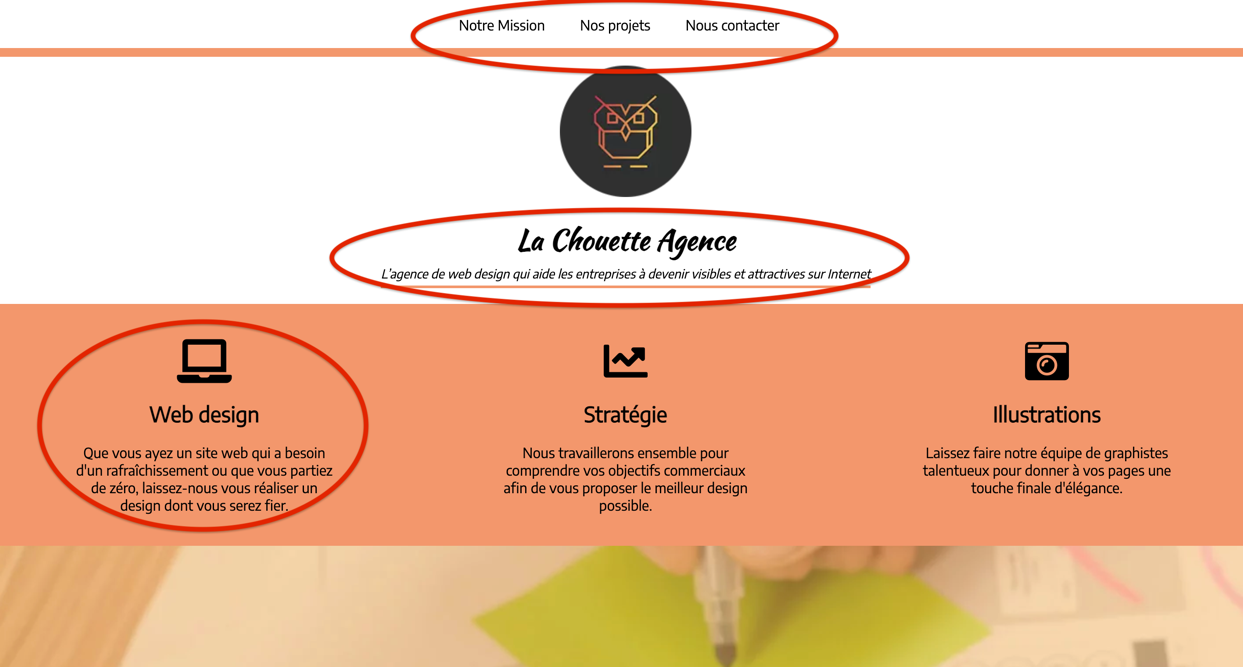 Notre Mission Nos projets Nous contacter
La Chouette Agence
L'agence de web design qui aide les entreprises à devenir visibles et attractives sur Internet
Web design
Que vous ayez un site web qui a besoin
d'un rafraîchissement ou que vous partiez
de zéro, laissez-nous vous réaliser un
design dont vous serez fier.
Stratégie
Nous travaillerons ensemble pour
comprendre vos objectifs commerciaux
afin de vous proposer le meilleur design
possible.
Illustrations
Laissez faire notre équipe de graphistes
talentueux pour donner à vos pages une
touche finale d'élégance.